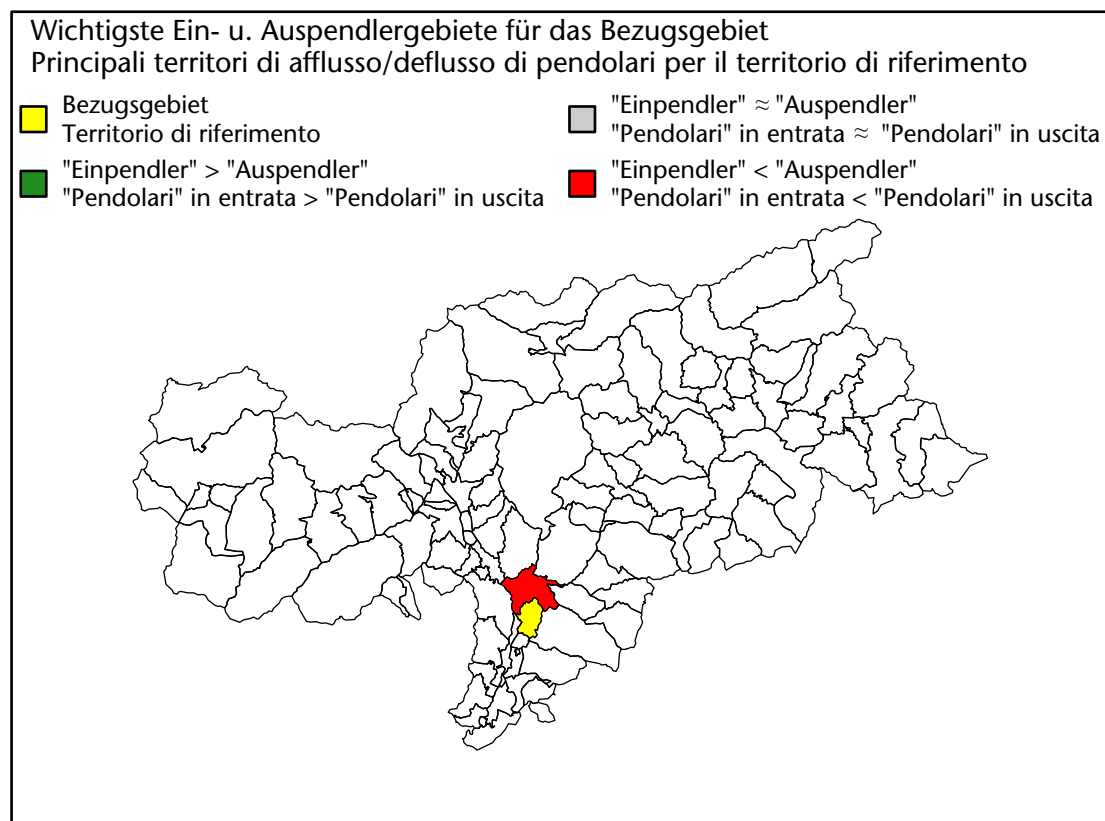 Wichtigste Ein- u. Auspendlergebiete für das Bezugsgebiet
Principali territori di afflusso/deflusso di pendolari per il territorio di riferimento
Bezugsgebiet
Territorio di riferimento
"Einpendler" > "Auspendler"
"Pendolari" in entrata > "Pendolari" in uscita
"Einpendler" ≈ "Auspendler"
"Pendolari" in entrata ≈ "Pendolari" in uscita
"Einpendler" < "Auspendler"
"Pendolari" in entrata < "Pendolari" in uscita